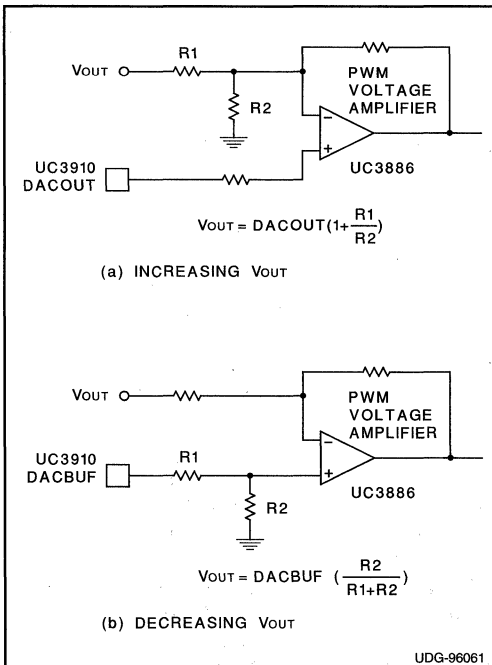 VOUT R1
R2
PWM
VOLTAGE
AMPLIFIER
−
+
UC3910
DACOUT
UC3886
VOUT = DACOUT(1+R1/R2)
(a) INCREASING VOUT
VOUT
PWM
VOLTAGE
AMPLIFIER
−
+
UC3910
DACBUF
R1
R2
UC3886
VOUT = DACBUF (R2/R1+R2)
(b) DECREASING VOUT
UDG-96061